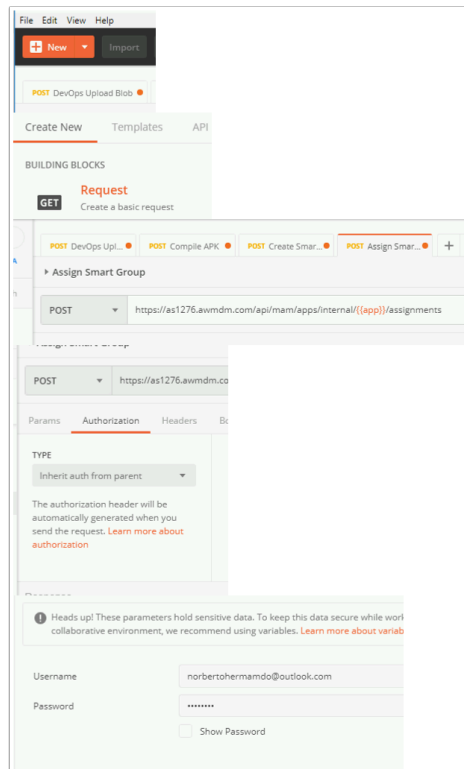 File Edit View Help
New Import
POST DevOps Upload Blob
Create New Templates API
BUILDING BLOCKS
GET Request
Create a basic request
POST DevOps Upl... POST Compile APK POST Create Smar... POST Assign Smar... +
Assign Smart Group
POST https://as1276.awmdm.com/api/mam/apps/internal/{{app}}/assignments
POST https://as1276.awmdm.co
Params Authorization Headers Bo
TYPE
Inherit auth from parent
The authorization header will be
automatically generated when you
send the request. Learn more about
authorization
Heads up! These parameters hold sensitive data. To keep this data secure while work
collaborative environment, we recommend using variables. Learn more about variab
Username norbertohermamdo@outlook.com
Password ••••••••
Show Password